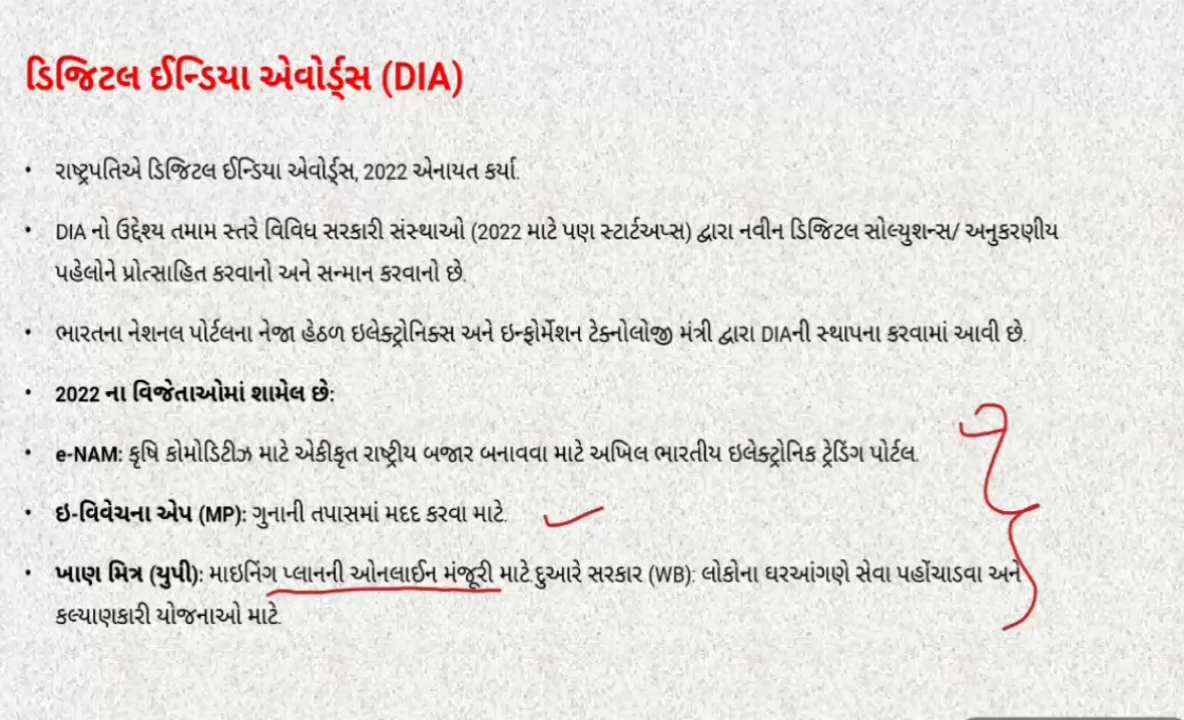 ડિજિટલ ઈન્ડિયા એવોર્ડ્સ (DIA)
• રાષ્ટ્રપતિએ ડિજિટલ ઈન્ડિયા એવોર્ડ્સ, 2022 એનાયત કર્યા.
• DIA નો ઉદ્દેશ્ય તમામ સ્તરે વિવિધ સરકારી સંસ્થાઓ (2022 માટે પણ સ્ટાર્ટઅપ્સ) દ્વારા નવીન ડિજિટલ સોલ્યુશન્સ/ અનુકરણીય
પહેલોને પ્રોત્સાહિત કરવાનો અને સન્માન કરવાનો છે.
• ભારતના નેશનલ પોર્ટલના નેજા હેઠળ ઇલેક્ટ્રોનિક્સ અને ઇન્ફોર્મેશન ટેક્નોલોજી મંત્રી દ્વારા DIAની સ્થાપના કરવામાં આવી છે.
• 2022 ના વિજેતાઓમાં શામેલ છે:
• e-NAM: કૃષિ કોમોડિટીઝ માટે એકીકૃત રાષ્ટ્રીય બજાર બનાવવા માટે અખિલ ભારતીય ઇલેક્ટ્રોનિક ટ્રેડિંગ પોર્ટલ.
• ઇ-વિવેચના એપ (MP): ગુનાની તપાસમાં મદદ કરવા માટે.
• ખાણ મિત્ર (યુપી): માઇનિંગ પ્લાનની ઓનલાઈન મંજૂરી માટે.દુઆરે સરકાર (WB): લોકોના ઘરઆંગણે સેવા પહોંચાડવા અને
કલ્યાણકારી યોજનાઓ માટે.